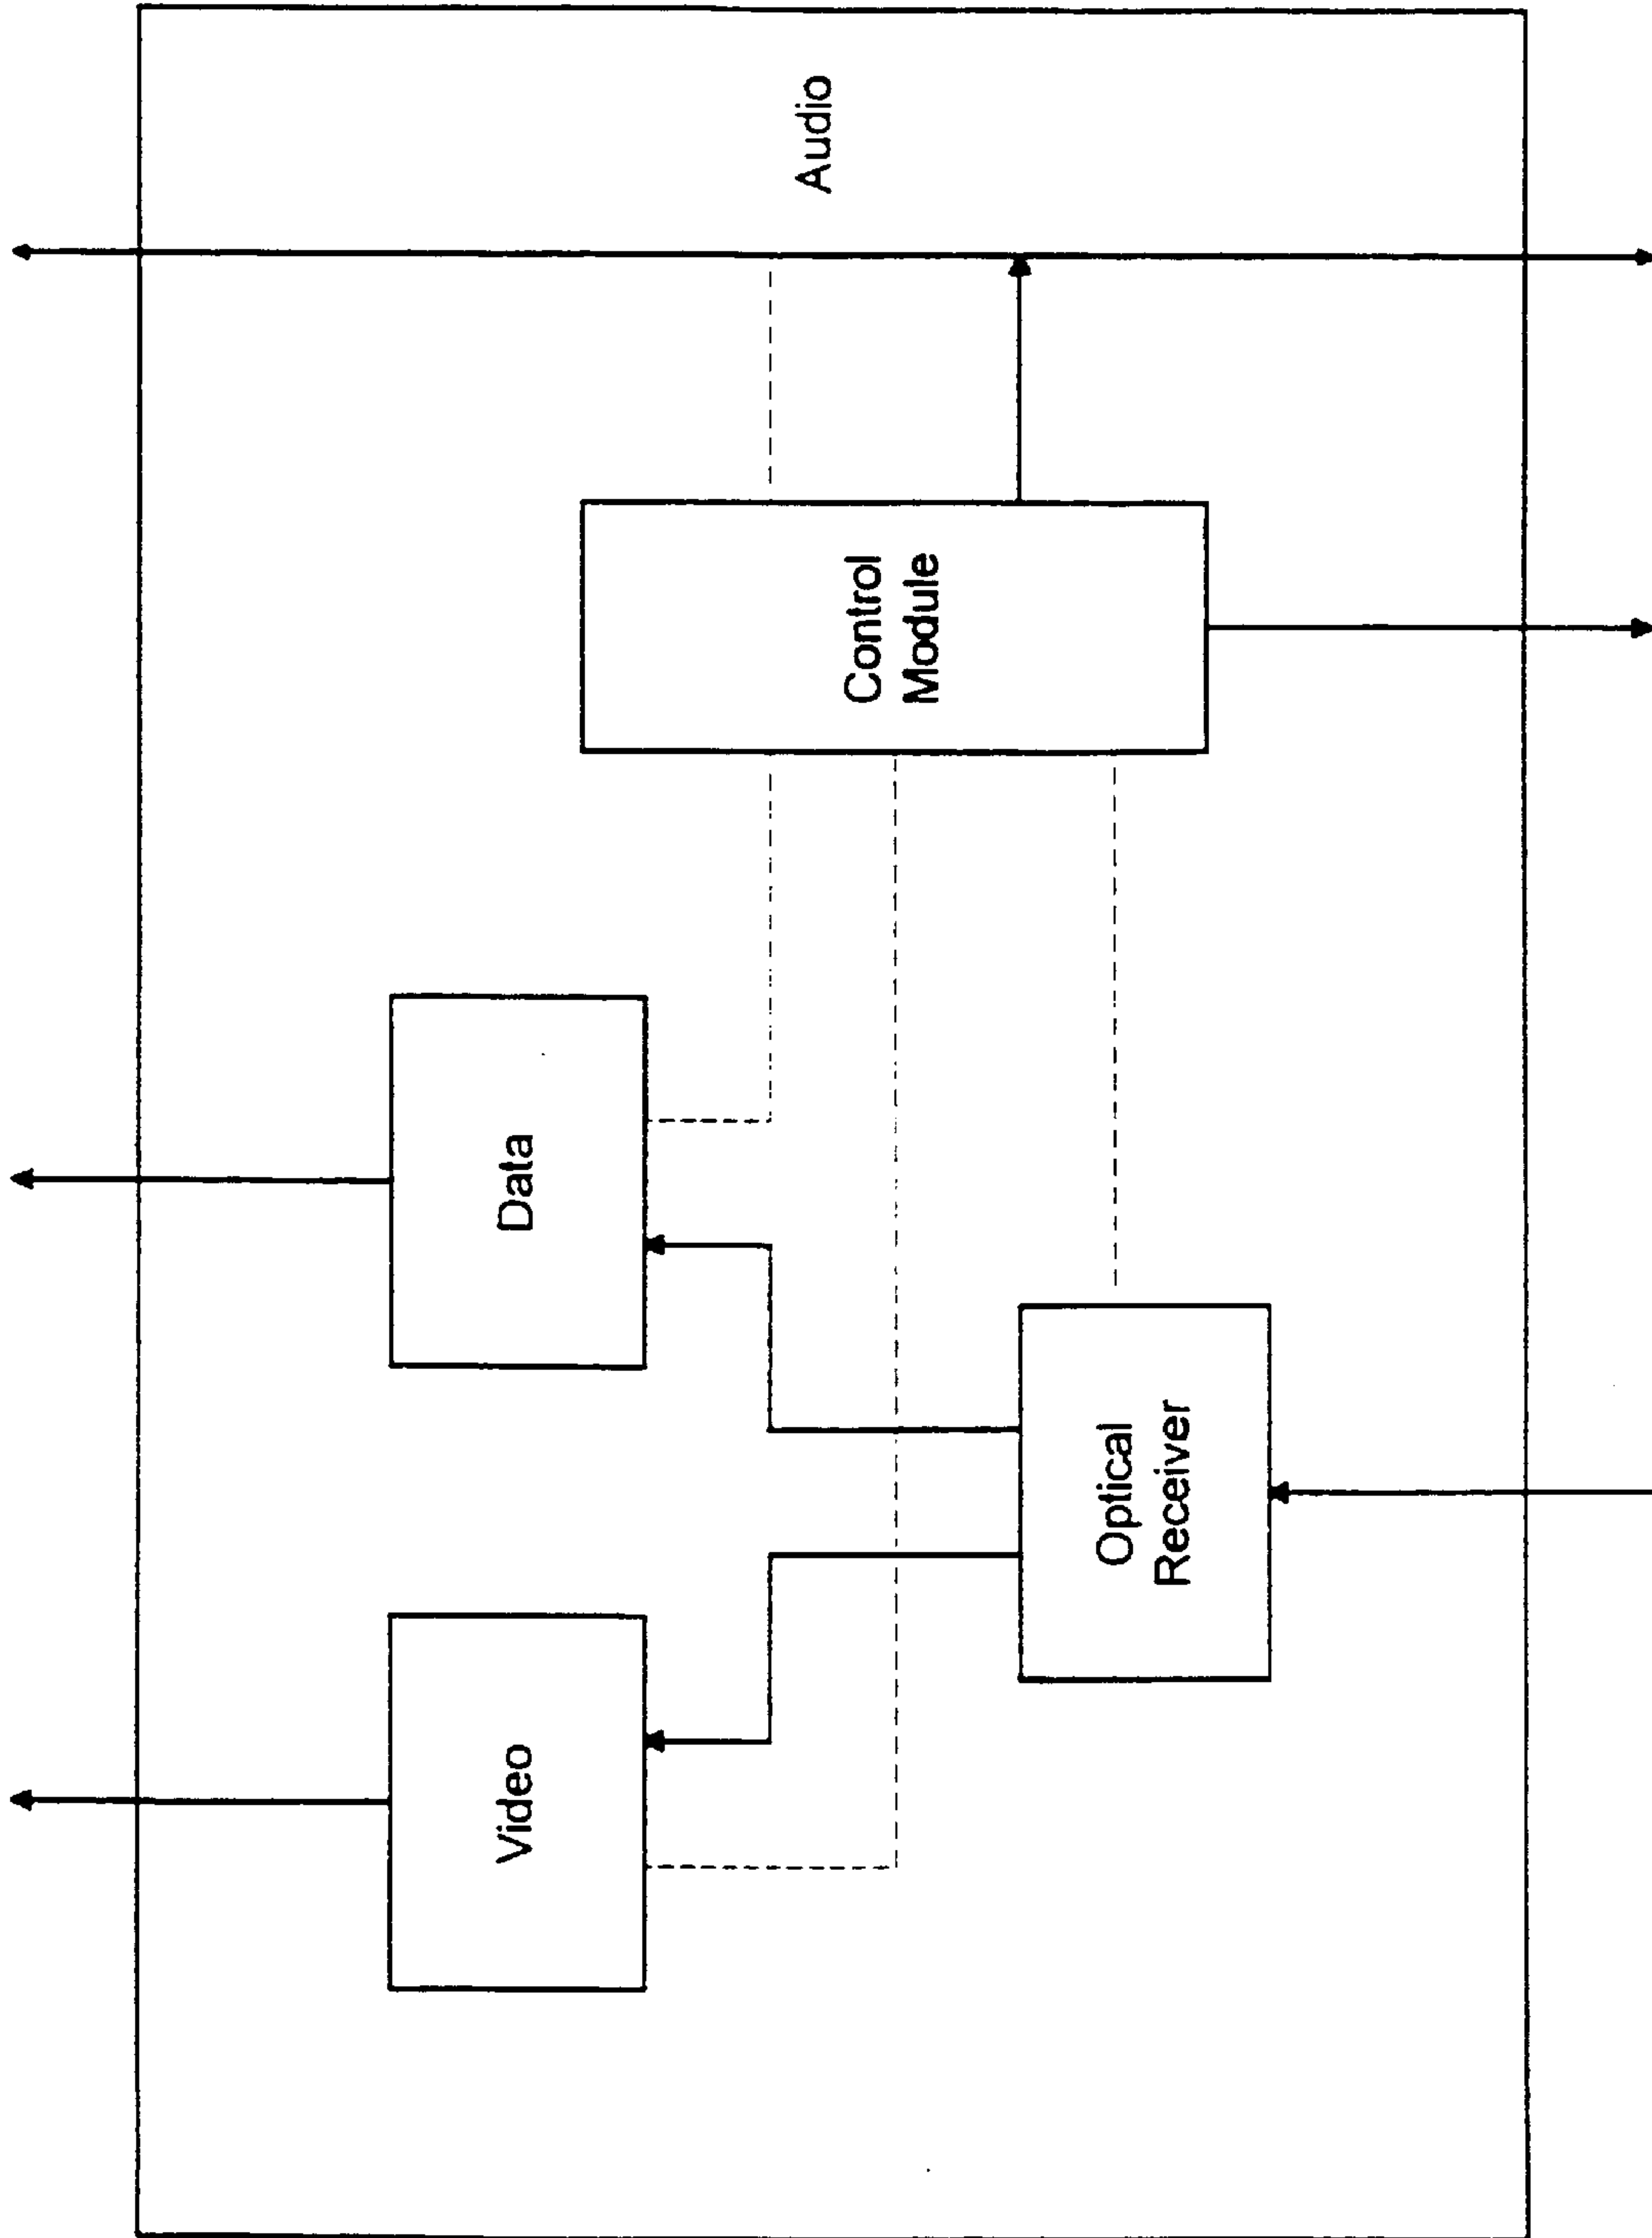 Video
Data
Audio
Control
Module
Optical
Receiver